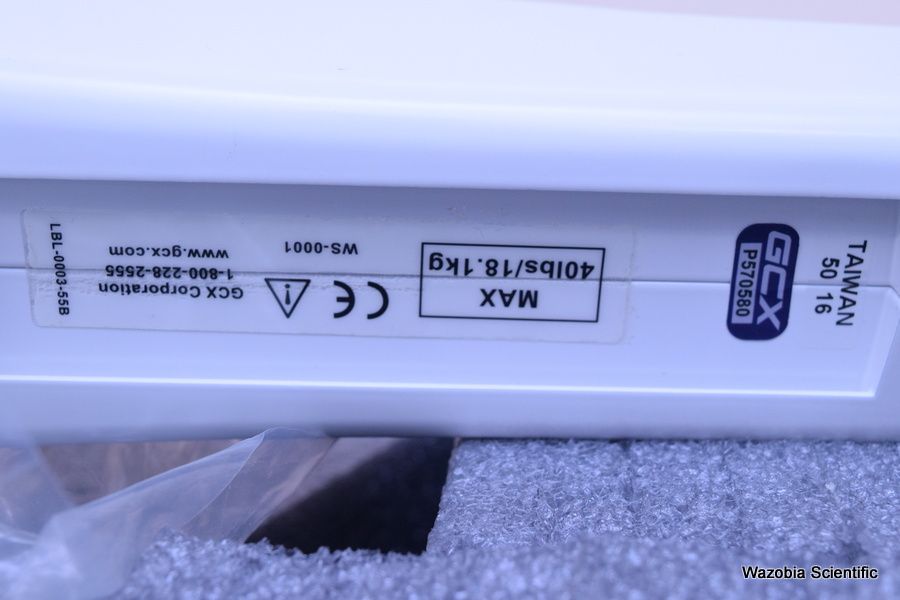 MAX
40lbs/18.1kg
CE
WS-0001
GCX Corporation
1-800-228-2555
www.gcx.com
LBL-0003-55B
GCX
P570580
TAIWAN
50 16
Wazobia Scientific